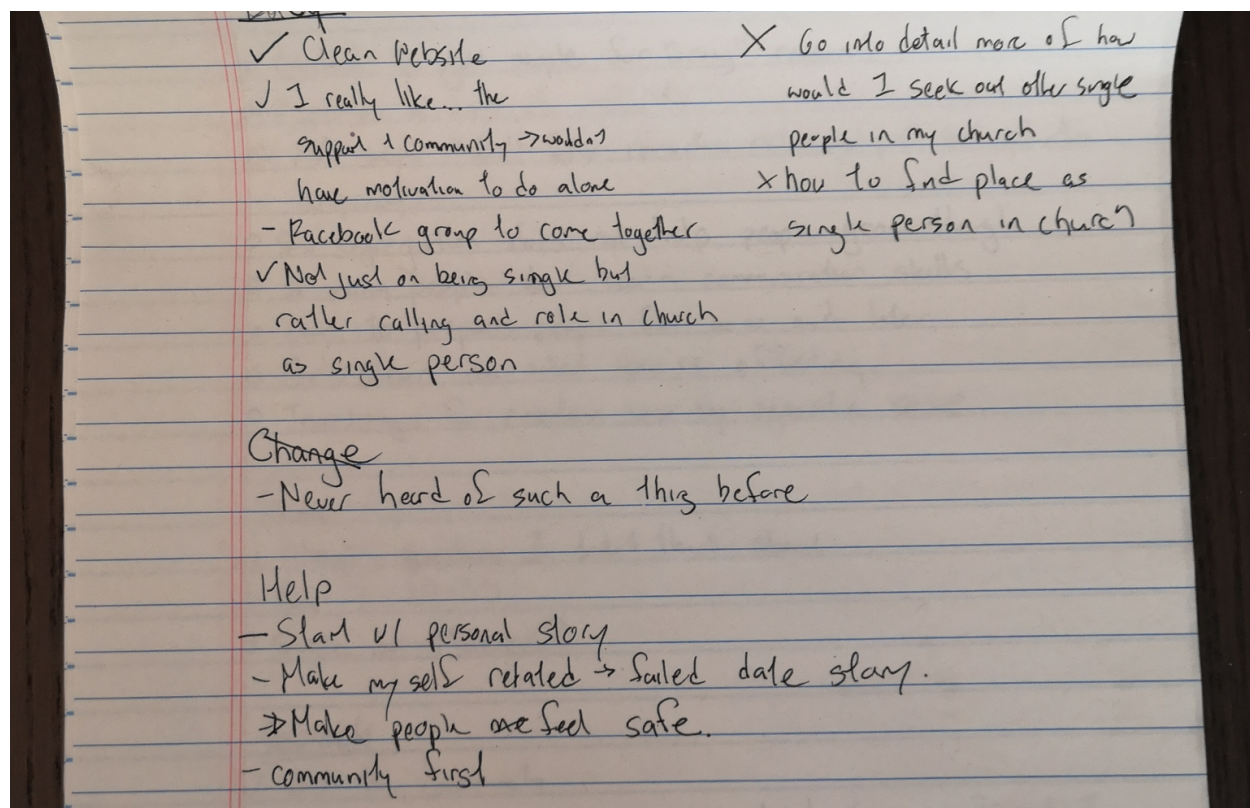 ✓ Clean Website
✓ I really like... the
support & community → wouldn't
have motivation to do alone
- Facebook group to come together
✓ Not just on being single but
rather calling and role in church
as single person
X Go into detail more of how
would I seek out other single
people in my church
X how to find place as
single person in church
Change
- Never heard of such a thing before
Help
- Start w/ personal story
- Make my self related → failed date story.
⇒ Make people feel safe.
- community first